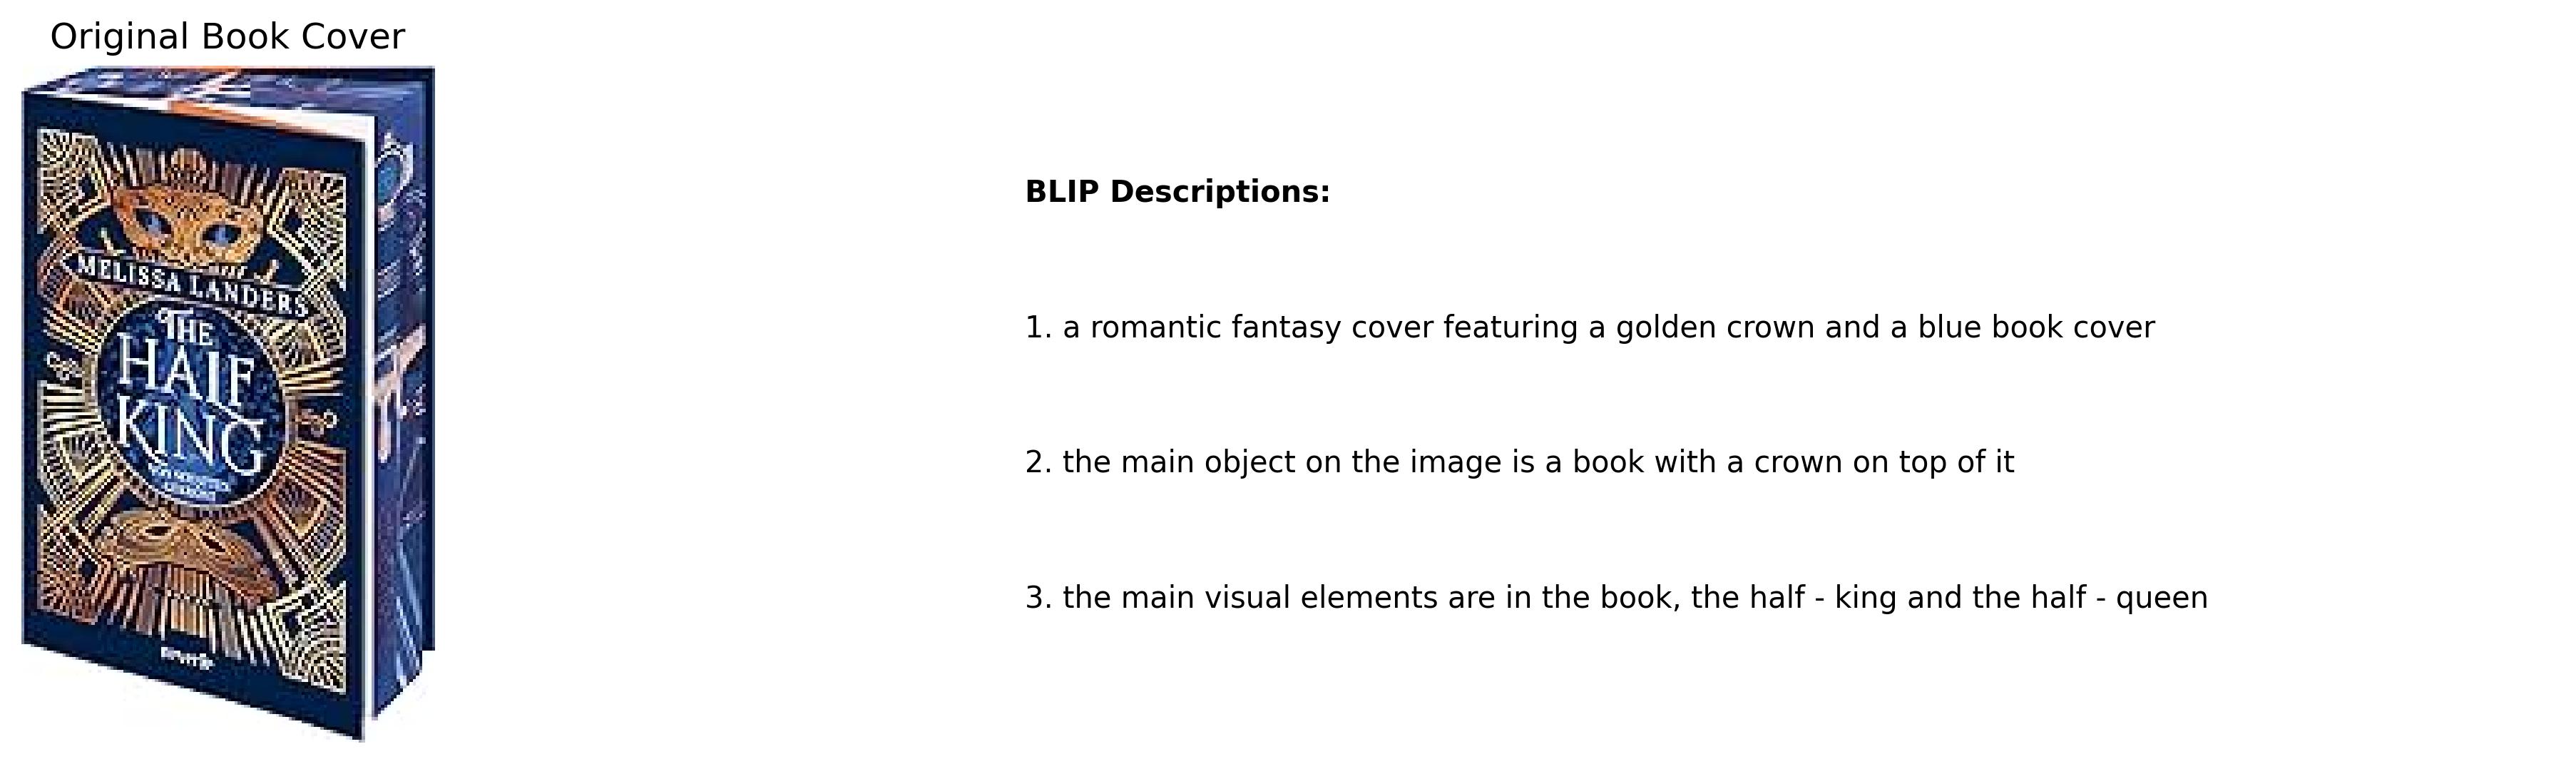 Original Book Cover
MELISSA LANDERS
THE
HALF
KING
BLIP Descriptions:
1. a romantic fantasy cover featuring a golden crown and a blue book cover
2. the main object on the image is a book with a crown on top of it
3. the main visual elements are in the book, the half - king and the half - queen